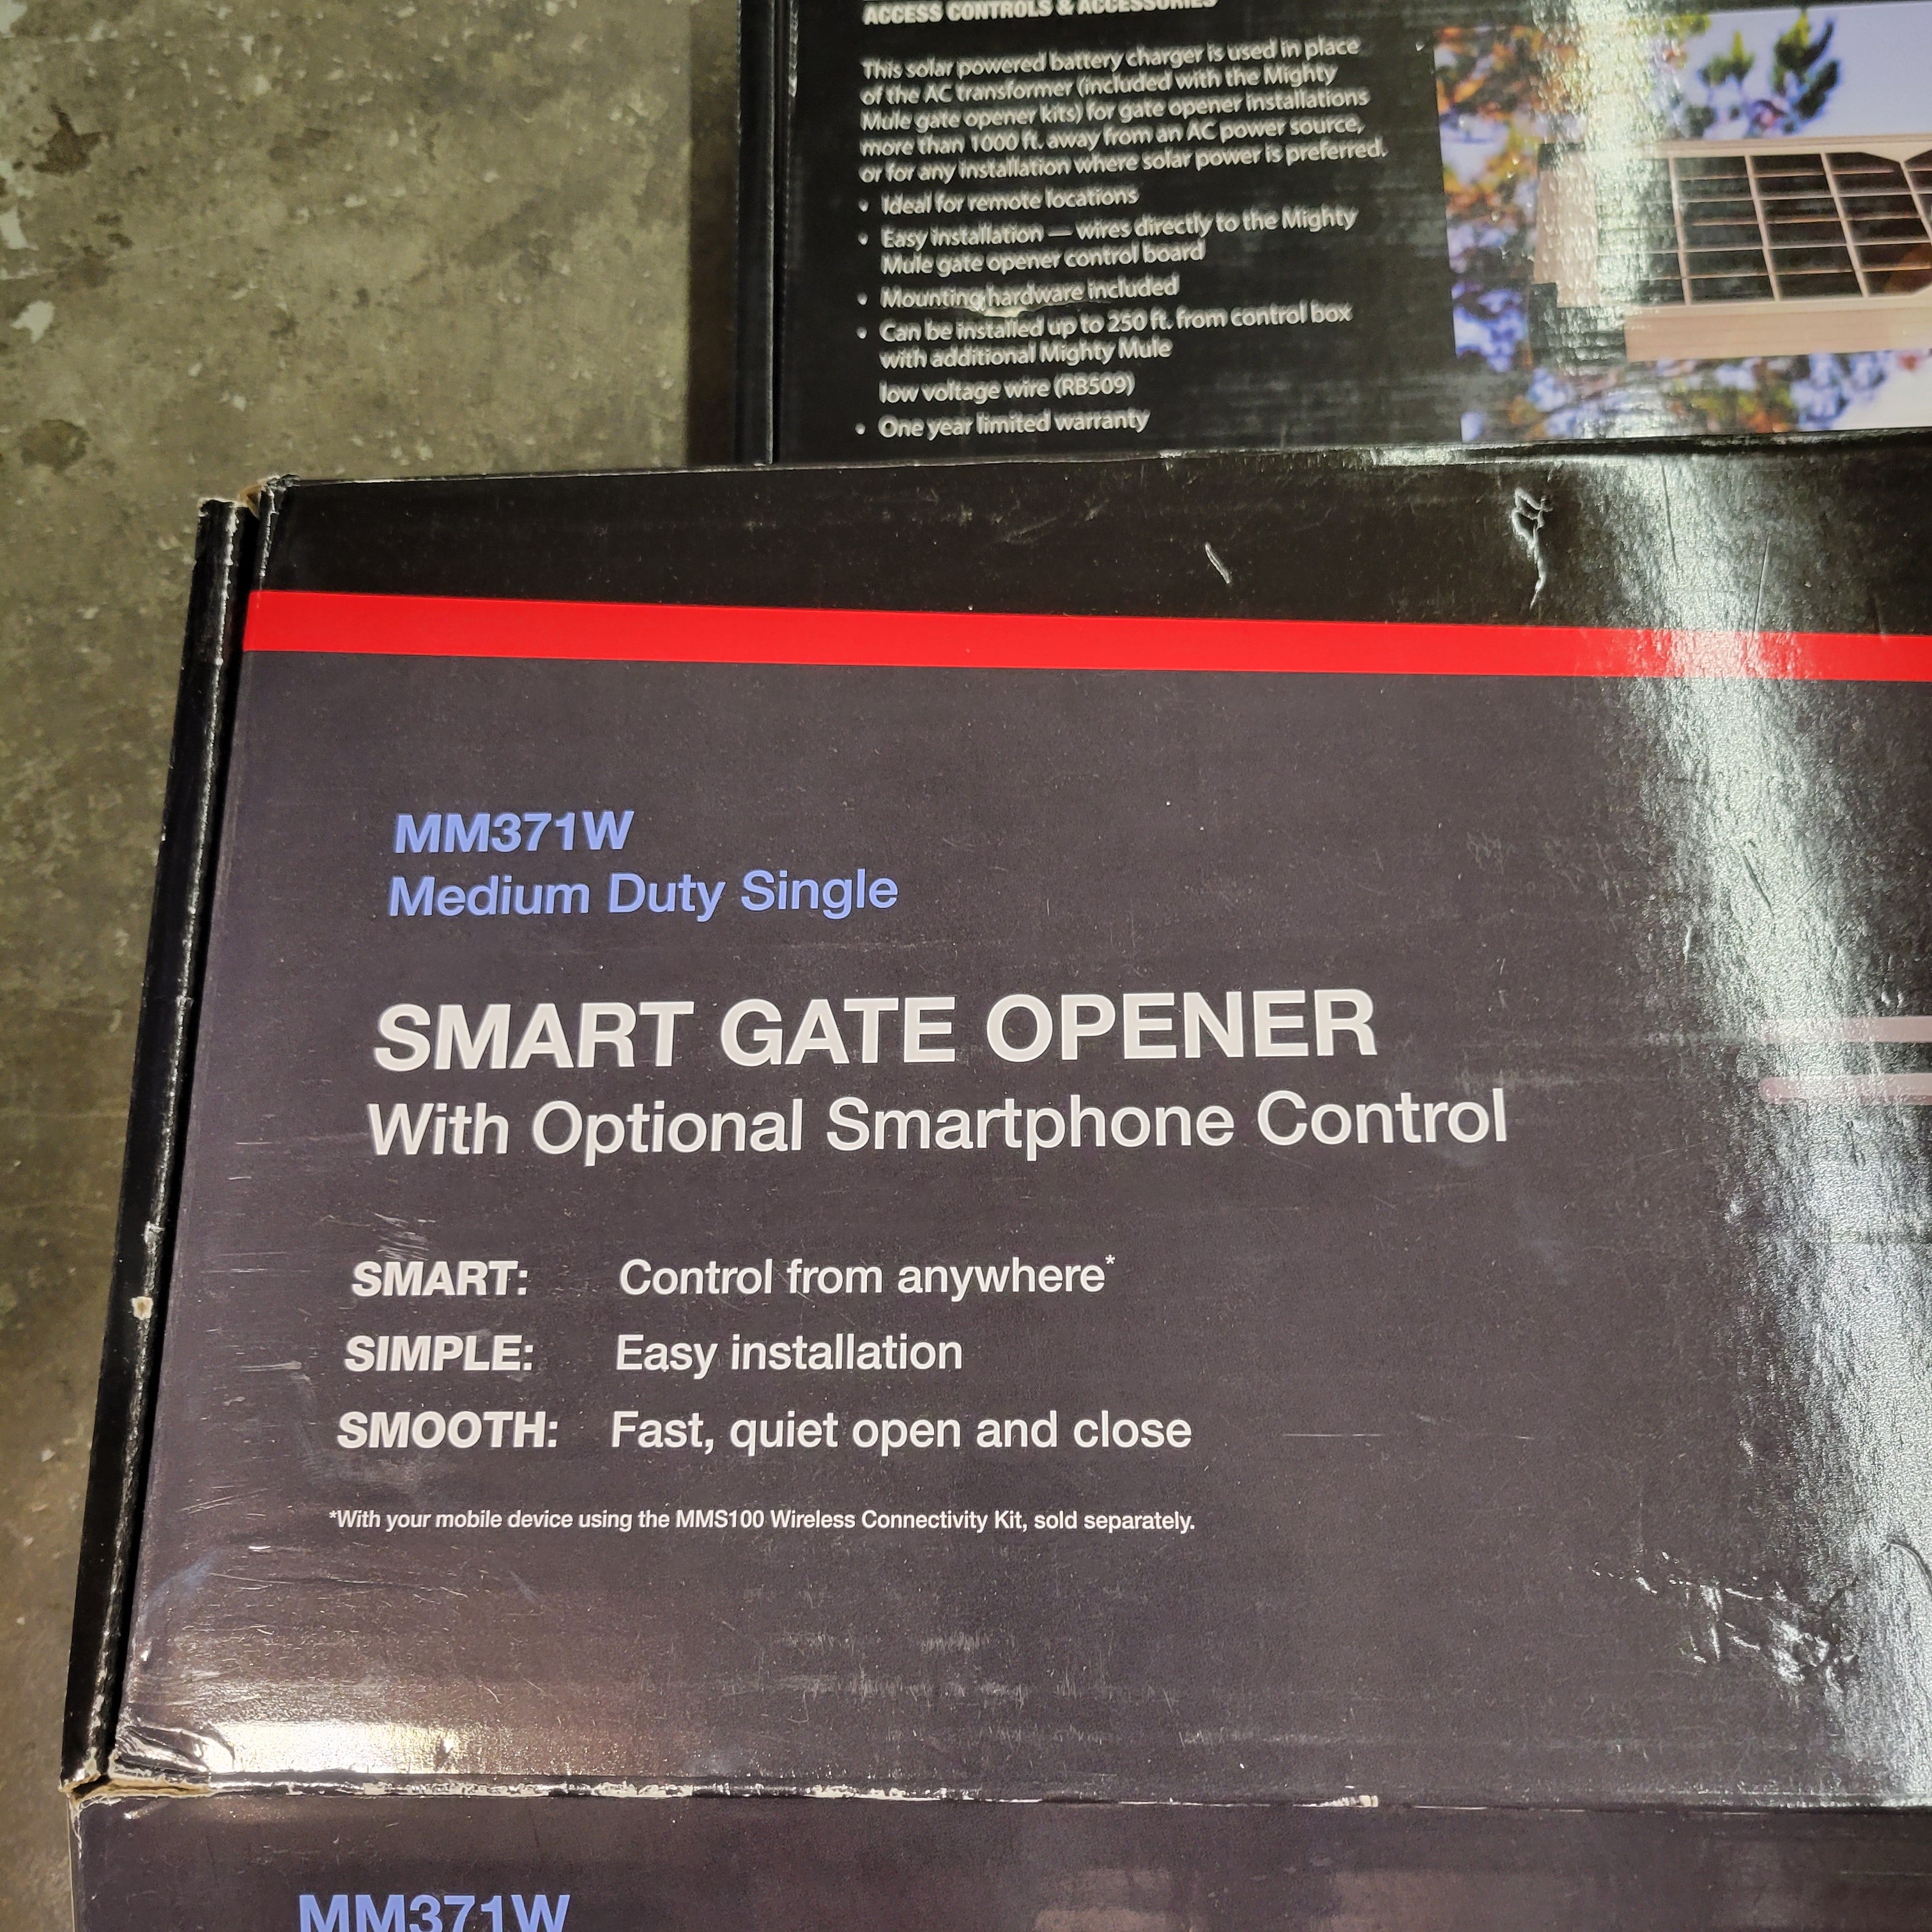 ACCESS CONTROLS & ACCESSORIES
This solar powered battery charger is used in place
of the AC transformer (included with the Mighty
Mule gate opener kits) for gate opener installations
more than 1000 ft. away from an AC power source,
or for any installation where solar power is preferred.
• Ideal for remote locations
• Easy installation — wires directly to the Mighty
Mule gate opener control board
• Mounting hardware included
• Can be installed up to 250 ft. from control box
with additional Mighty Mule
low voltage wire (RB509)
• One year limited warranty
MM371W
Medium Duty Single
SMART GATE OPENER
With Optional Smartphone Control
SMART: Control from anywhere*
SIMPLE: Easy installation
SMOOTH: Fast, quiet open and close
*With your mobile device using the MMS100 Wireless Connectivity Kit, sold separately.
MM371W